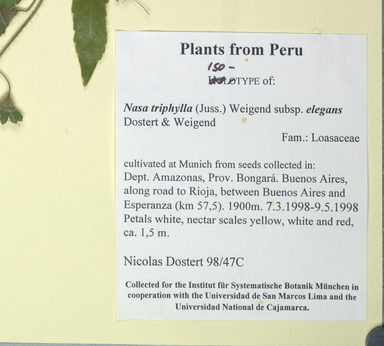 Plants from Peru
150-
TYPE of:
Nasa triphylla (Juss.) Weigend subsp. elegans
Dostert & Weigend
Fam.: Loasaceae
cultivated at Munich from seeds collected in:
Dept. Amazonas, Prov. Bongará. Buenos Aires,
along road to Rioja, between Buenos Aires and
Esperanza (km 57,5). 1900m. 7.3.1998-9.5.1998
Petals white, nectar scales yellow, white and red,
ca. 1,5 m.
Nicolas Dostert 98/47C
Collected for the Institut für Systematische Botanik München in
cooperation with the Universidad de San Marcos Lima and the
Universidad National de Cajamarca.